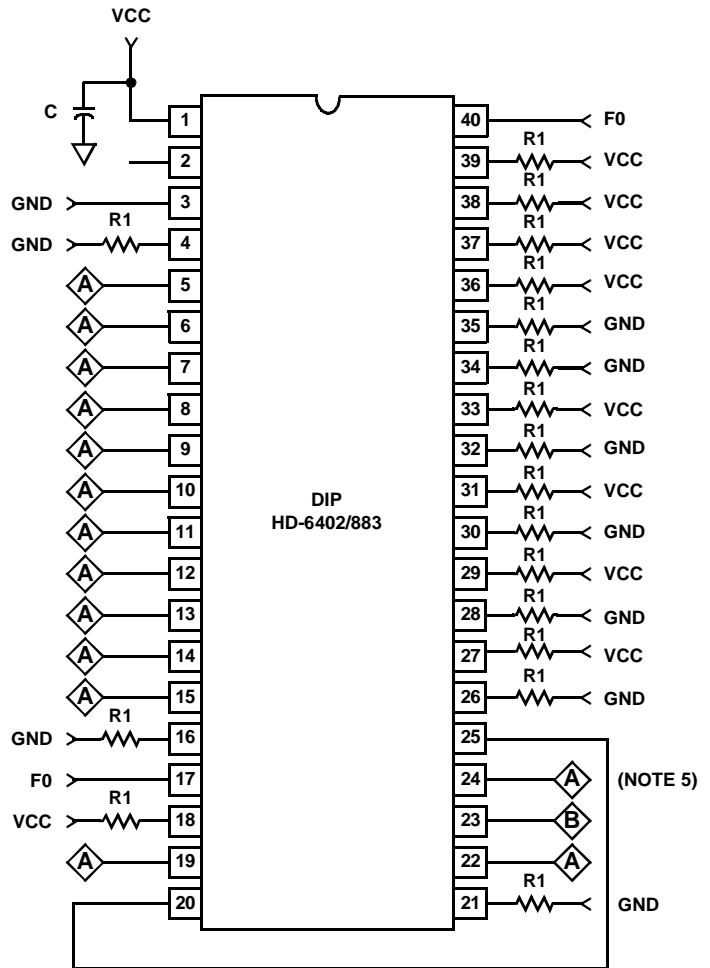 VCC
C
1
40
F0
R1
2
39
VCC
R1
GND
3
38
VCC
R1
R1
GND
4
37
VCC
R1
A
5
36
VCC
R1
A
6
35
GND
R1
A
7
34
GND
R1
A
8
33
VCC
R1
A
9
32
GND
R1
A
10
31
VCC
DIP
HD-6402/883
R1
A
11
30
GND
R1
A
12
29
VCC
R1
A
13
28
GND
R1
A
14
27
VCC
R1
A
15
26
GND
R1
GND
16
25
F0
17
24
A
(NOTE 5)
R1
VCC
18
23
B
A
19
22
A
R1
20
21
GND